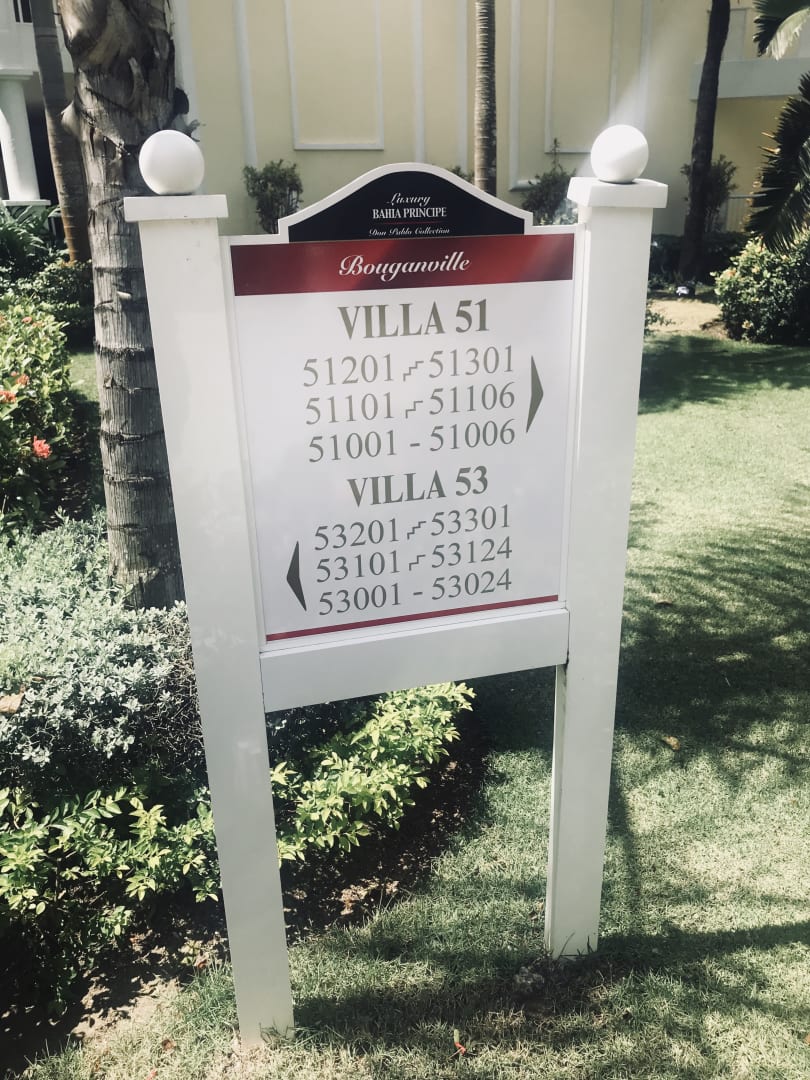 Luxury
BAHIA PRINCIPE
Don Pablo Collection
Bouganville
VILLA 51
51201 - 51301
51101 - 51106
51001 - 51006
VILLA 53
53201 - 53301
53101 - 53124
53001 - 53024